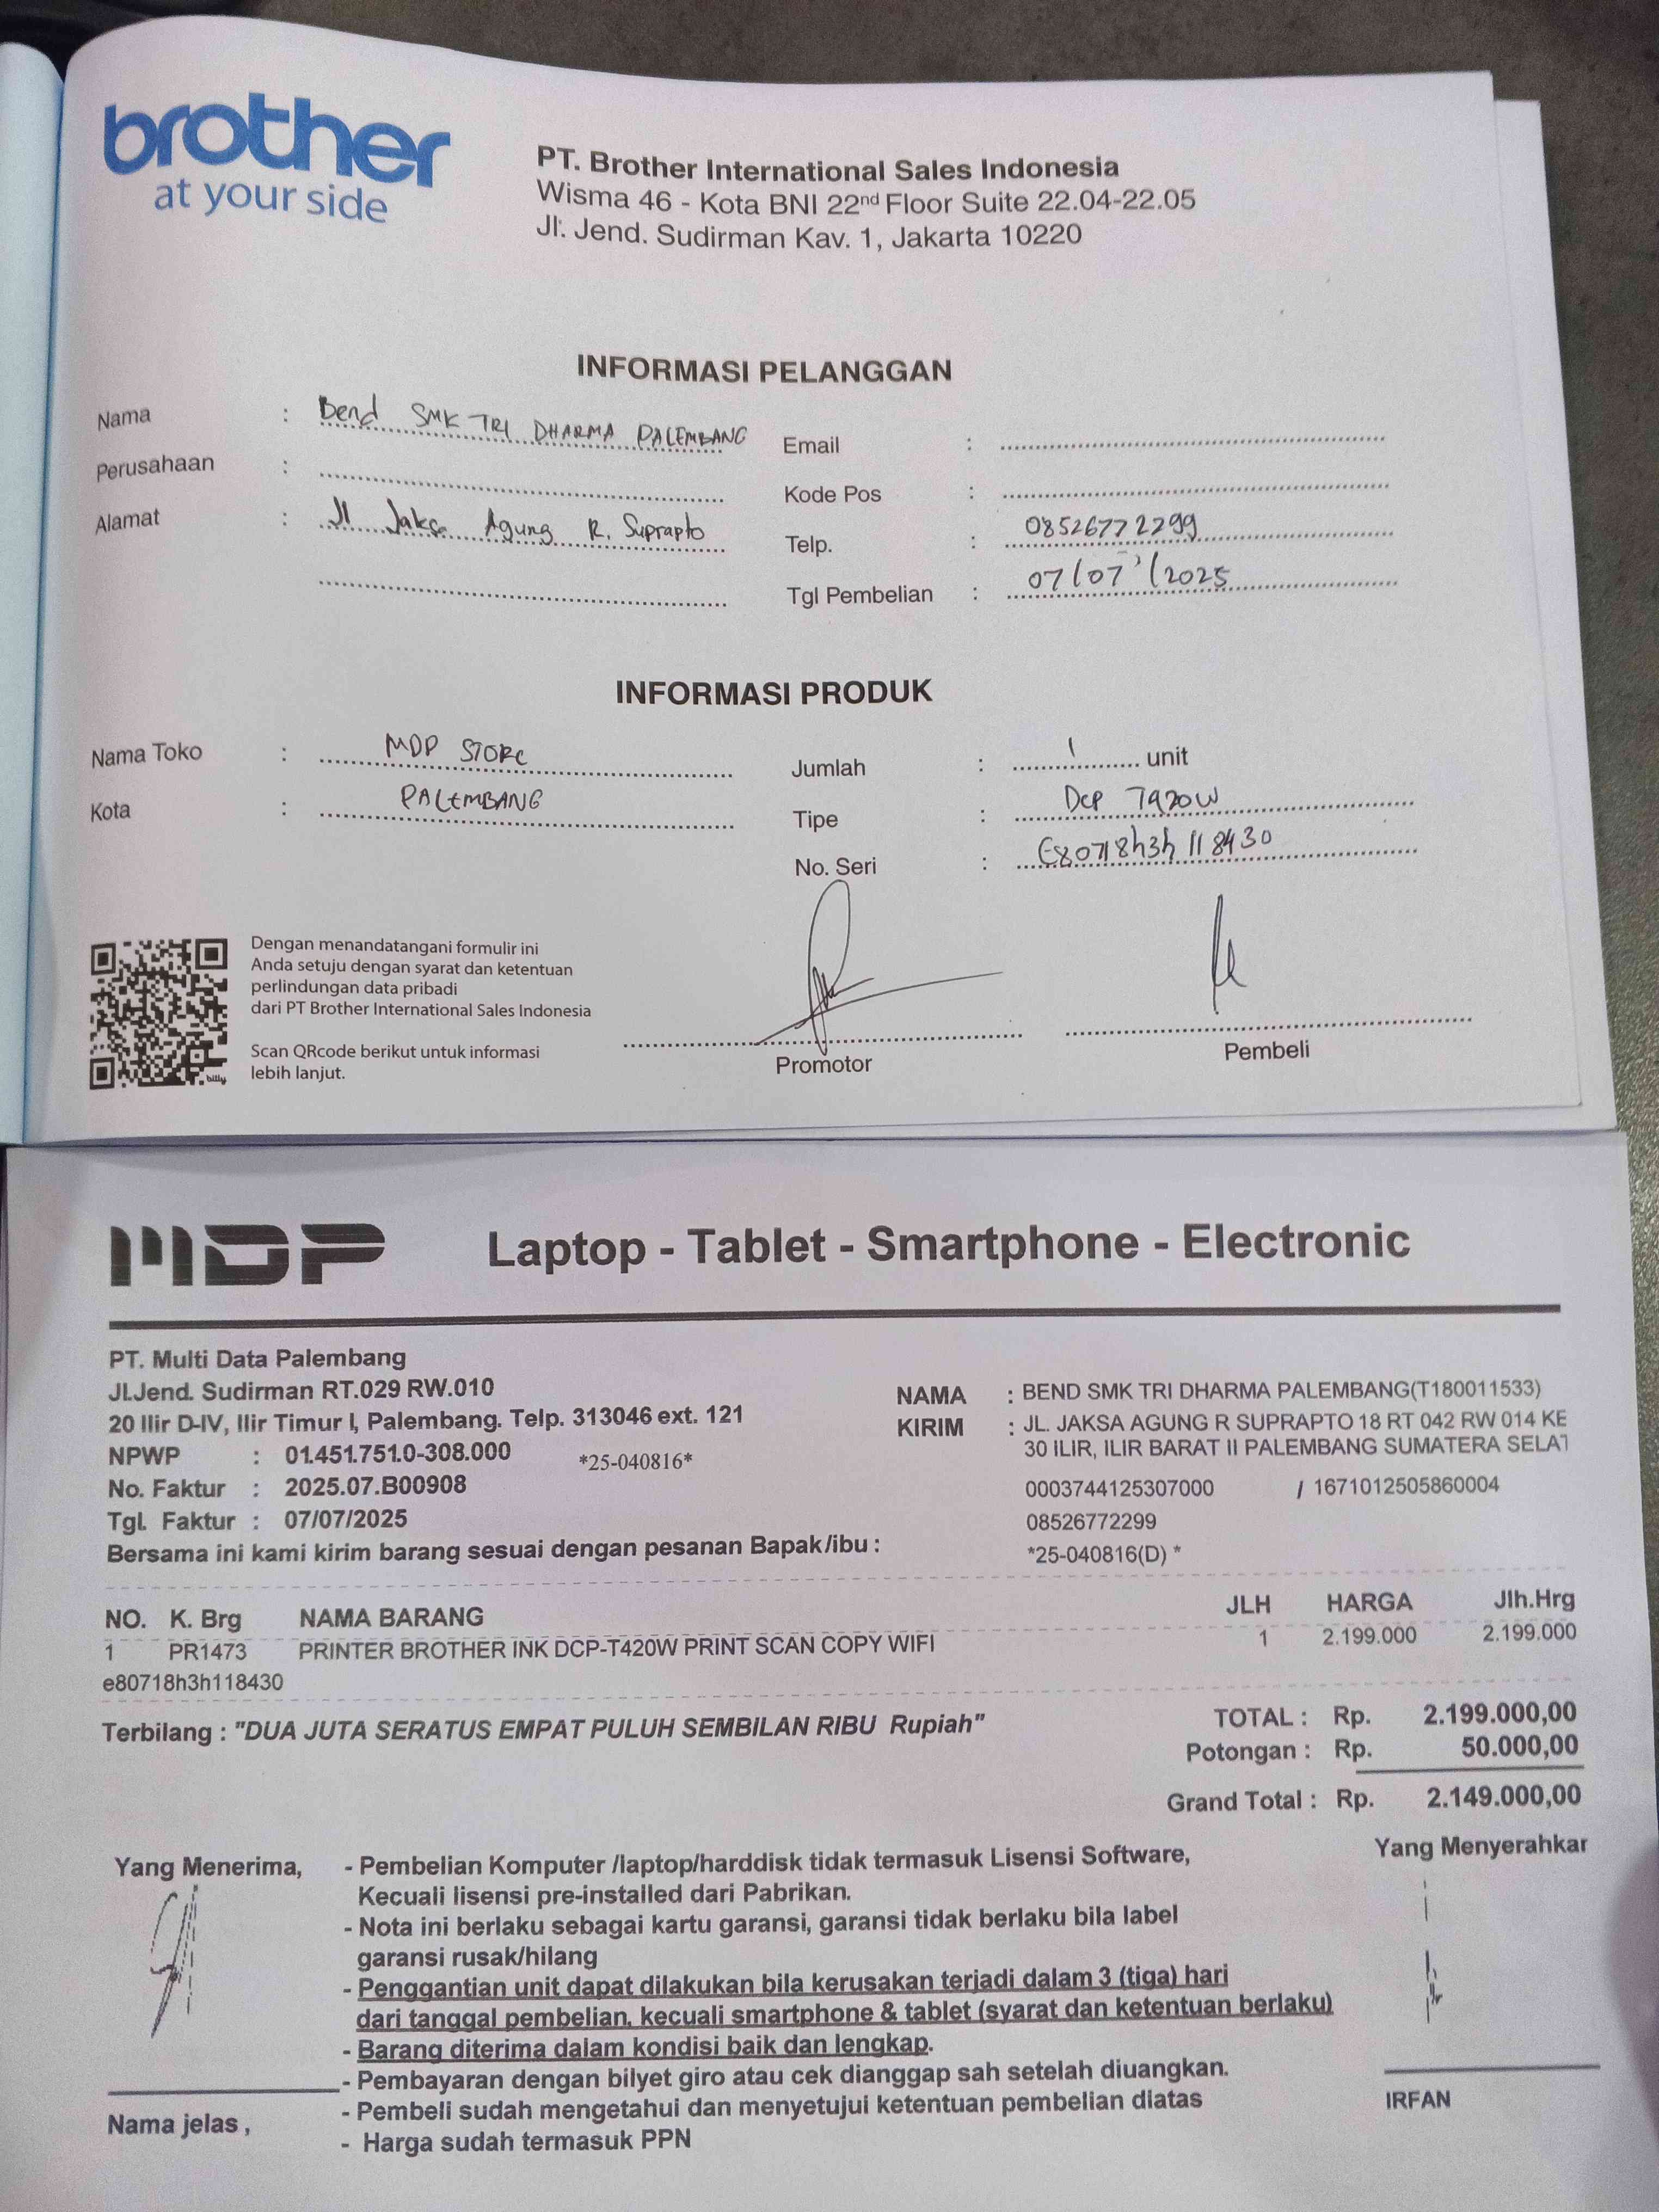 brother
at your side
PT. Brother International Sales Indonesia
Wisma 46 - Kota BNI 22nd Floor Suite 22.04-22.05
Jl. Jend. Sudirman Kav. 1, Jakarta 10220
INFORMASI PELANGGAN
Nama : Bend SMK TRI DHARMA PALEMBANG
Perusahaan :
Alamat : Jl Jaksa Agung R. Suprapto
Email :
Kode Pos :
Telp. : 08526772299
Tgl Pembelian : 07/07/2025
INFORMASI PRODUK
Nama Toko : MDP STORE
Kota : PALEMBANG
Jumlah : 1 unit
Tipe : DCP T420W
No. Seri : E80718h3h118430
Dengan menandatangani formulir ini
Anda setuju dengan syarat dan ketentuan
perlindungan data pribadi
dari PT Brother International Sales Indonesia
Scan QRcode berikut untuk informasi
lebih lanjut.
billy
Promotor
Pembeli
MDP Laptop - Tablet - Smartphone - Electronic
PT. Multi Data Palembang
Jl.Jend. Sudirman RT.029 RW.010
20 Ilir D-IV, Ilir Timur I, Palembang. Telp. 313046 ext. 121
NPWP : 01.451.751.0-308.000 *25-040816*
No. Faktur : 2025.07.B00908
Tgl. Faktur : 07/07/2025
Bersama ini kami kirim barang sesuai dengan pesanan Bapak/ibu :
NAMA : BEND SMK TRI DHARMA PALEMBANG(T180011533)
KIRIM : JL. JAKSA AGUNG R SUPRAPTO 18 RT 042 RW 014 KE
30 ILIR, ILIR BARAT II PALEMBANG SUMATERA SELAT
0003744125307000 / 1671012505860004
08526772299
*25-040816(D) *
NO. K. Brg NAMA BARANG JLH HARGA Jlh.Hrg
1 PR1473 PRINTER BROTHER INK DCP-T420W PRINT SCAN COPY WIFI 1 2.199.000 2.199.000
e80718h3h118430
Terbilang : "DUA JUTA SERATUS EMPAT PULUH SEMBILAN RIBU Rupiah"
TOTAL : Rp. 2.199.000,00
Potongan : Rp. 50.000,00
Grand Total : Rp. 2.149.000,00
Yang Menerima,
- Pembelian Komputer /laptop/harddisk tidak termasuk Lisensi Software,
Kecuali lisensi pre-installed dari Pabrikan.
- Nota ini berlaku sebagai kartu garansi, garansi tidak berlaku bila label
garansi rusak/hilang
- Penggantian unit dapat dilakukan bila kerusakan terjadi dalam 3 (tiga) hari
dari tanggal pembelian, kecuali smartphone & tablet (syarat dan ketentuan berlaku)
- Barang diterima dalam kondisi baik dan lengkap.
- Pembayaran dengan bilyet giro atau cek dianggap sah setelah diuangkan.
- Pembeli sudah mengetahui dan menyetujui ketentuan pembelian diatas
- Harga sudah termasuk PPN
Nama jelas ,
Yang Menyerahkar
IRFAN